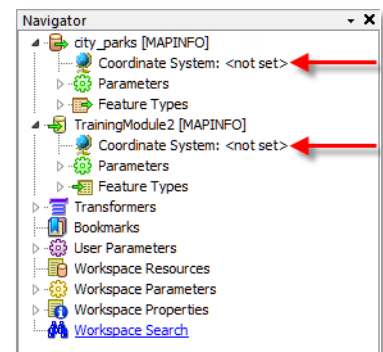 Navigator
city_parks [MAPINFO]
Coordinate System: <not set>
Parameters
Feature Types
TrainingModule2 [MAPINFO]
Coordinate System: <not set>
Parameters
Feature Types
Transformers
Bookmarks
User Parameters
Workspace Resources
Workspace Parameters
Workspace Properties
Workspace Search